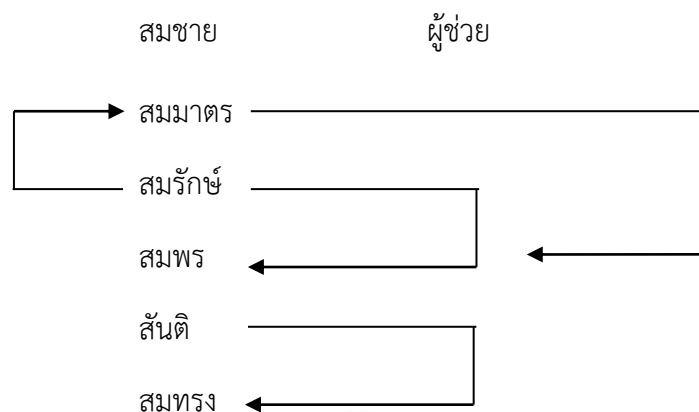 สมชาย ผู้ช่วย
สมมาตร
สมรักษ์
สมพร
สันติ
สมทรง